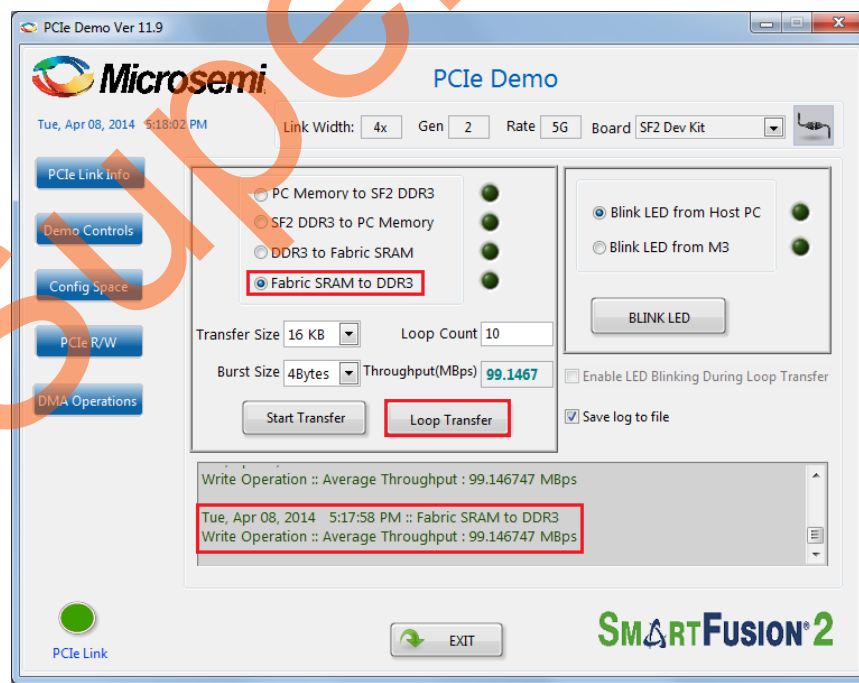 PCIe Demo Ver 11.9
Microsemi.
PCIe Demo
Tue, Apr 08, 2014 5:18:02 PM
Link Width: 4x Gen 2 Rate 5G Board SF2 Dev Kit
PCIe Link Info
Demo Controls
Config Space
PCIe R/W
DMA Operations
PC Memory to SF2 DDR3
SF2 DDR3 to PC Memory
DDR3 to Fabric SRAM
Fabric SRAM to DDR3
Transfer Size 16 KB Loop Count 10
Burst Size 4Bytes Throughput(MBps) 99.1467
Start Transfer Loop Transfer
Blink LED from Host PC
Blink LED from M3
BLINK LED
Enable LED Blinking During Loop Transfer
Save log to file
Write Operation :: Average Throughput : 99.146747 MBps
Tue, Apr 08, 2014 5:17:58 PM :: Fabric SRAM to DDR3
Write Operation :: Average Throughput : 99.146747 MBps
PCIe Link
EXIT
SMARTFUSION®2